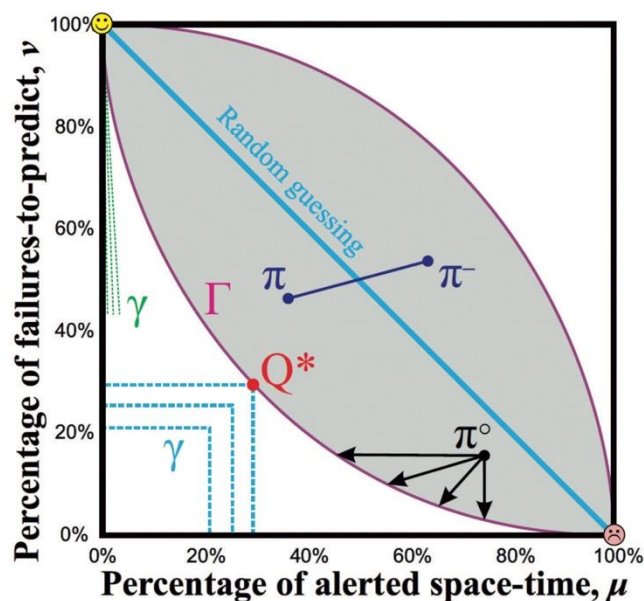 100%
80%
60%
40%
20%
0%
Percentage of failures-to-predict, ν
Random guessing
π
π−
Γ
γ
Q*
γ
π°
0%
20%
40%
60%
80%
100%
Percentage of alerted space-time, μ